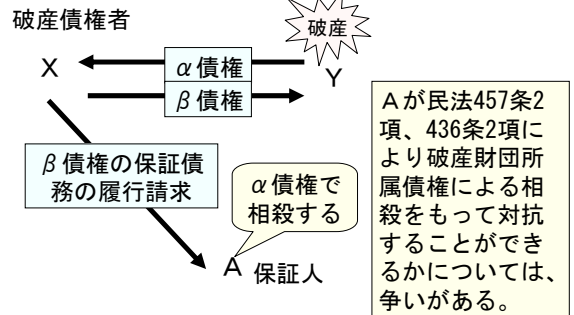 破産債権者
破産
X
α債権
Y
β債権
β債権の保証債
務の履行請求
α債権で
相殺する
A 保証人
Aが民法457条2
項、436条2項に
より破産財団所
属債権による相
殺をもって対抗
することができ
るかについては、
争いがある。